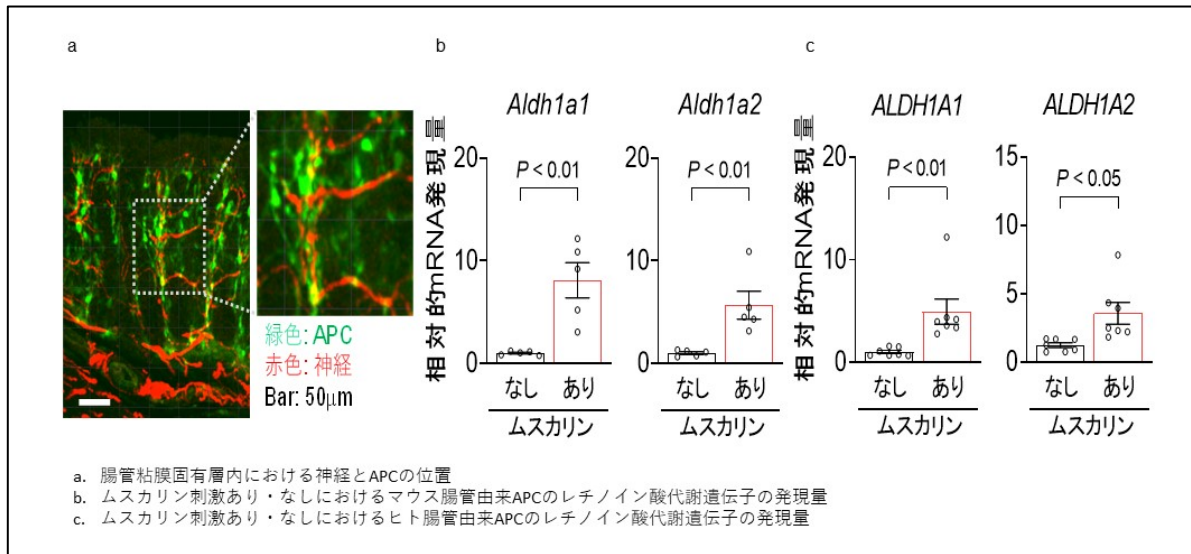 a
b
c
Aldh1a1
Aldh1a2
ALDH1A1
ALDH1A2
相対的mRNA発現量
20
10
0
P < 0.01
なし
あり
ムスカリン
20
10
0
P < 0.01
なし
あり
ムスカリン
相対的mRNA発現量
20
10
0
P < 0.01
なし
あり
ムスカリン
15
10
5
0
P < 0.05
なし
あり
ムスカリン
緑色: APC
赤色: 神経
Bar: 50μm
a. 腸管粘膜固有層内における神経とAPCの位置
b. ムスカリン刺激あり・なしにおけるマウス腸管由来APCのレチノイン酸代謝遺伝子の発現量
c. ムスカリン刺激あり・なしにおけるヒト腸管由来APCのレチノイン酸代謝遺伝子の発現量